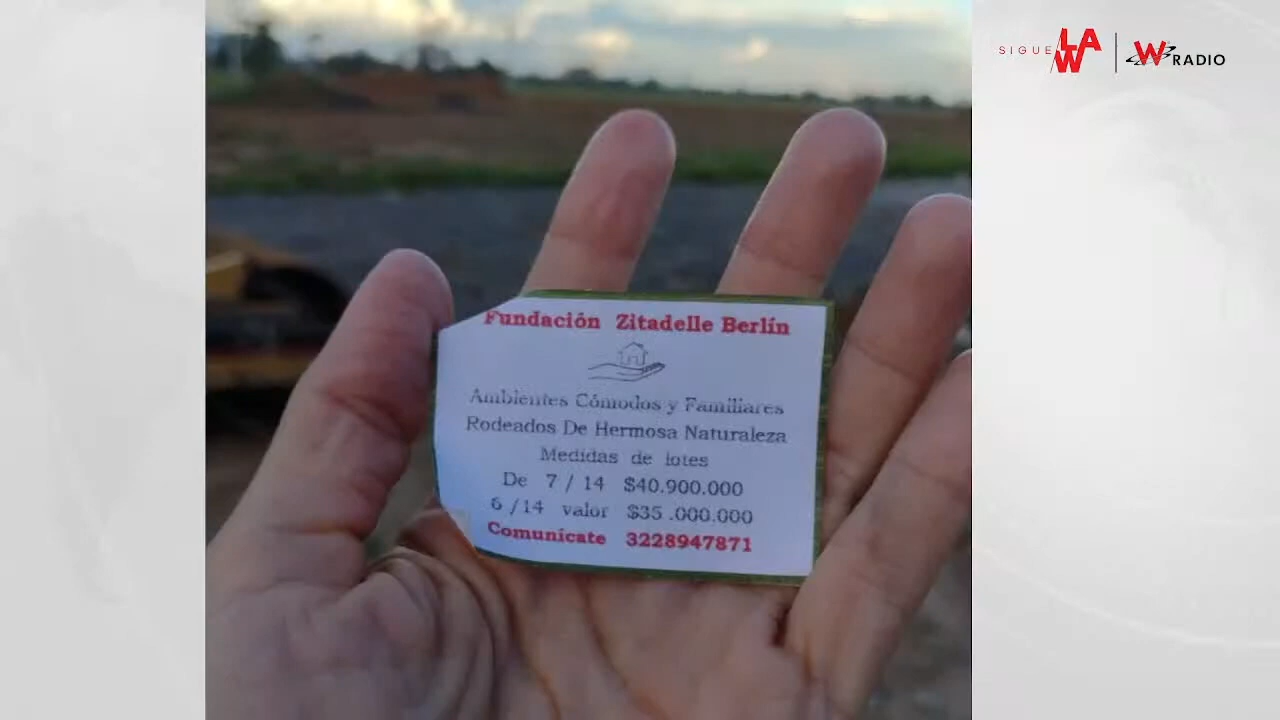 SIGUE LA W
W RADIO
Fundación Zitadelle Berlín
Ambientes Cómodos y Familiares
Rodeados De Hermosa Naturaleza
Medidas de lotes
De 7 / 14 $40.900.000
6 /14 valor $35 .000.000
Comunícate 3228947871